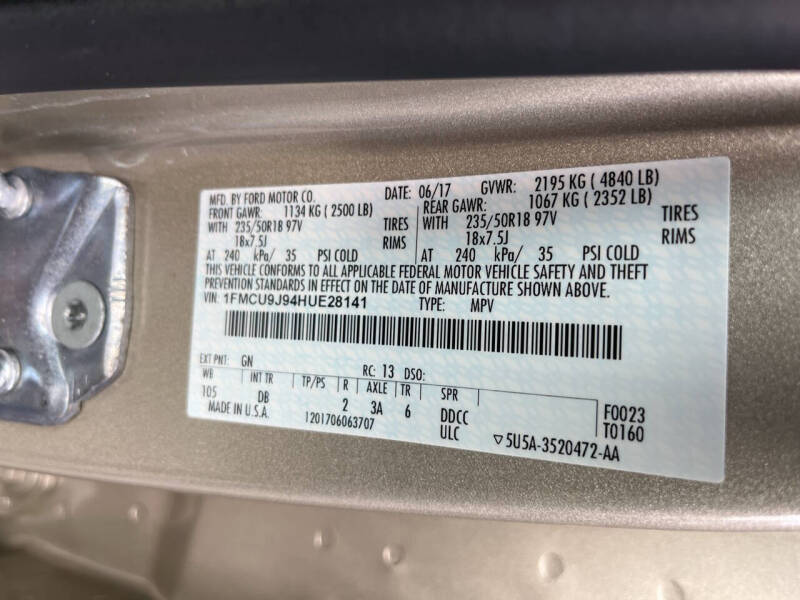 MFD. BY FORD MOTOR CO. DATE: 06/17 GVWR: 2195 KG ( 4840 LB)
FRONT GAWR: 1134 KG ( 2500 LB) REAR GAWR: 1067 KG ( 2352 LB)
WITH 235/50R18 97V TIRES WITH 235/50R18 97V TIRES
18x7.5J RIMS 18x7.5J RIMS
AT 240 kPa/ 35 PSI COLD AT 240 kPa/ 35 PSI COLD
THIS VEHICLE CONFORMS TO ALL APPLICABLE FEDERAL MOTOR VEHICLE SAFETY AND THEFT
PREVENTION STANDARDS IN EFFECT ON THE DATE OF MANUFACTURE SHOWN ABOVE.
VIN: 1FMCU9J94HUE28141 TYPE: MPV
EXT PNT: GN RC: 13 DSO:
WB INT TR TP/PS R AXLE TR SPR
105 DB 2 3A 6 DDCC F0023
MADE IN U.S.A. 1201706063707 ULC T0160
▽5U5A-3520472-AA